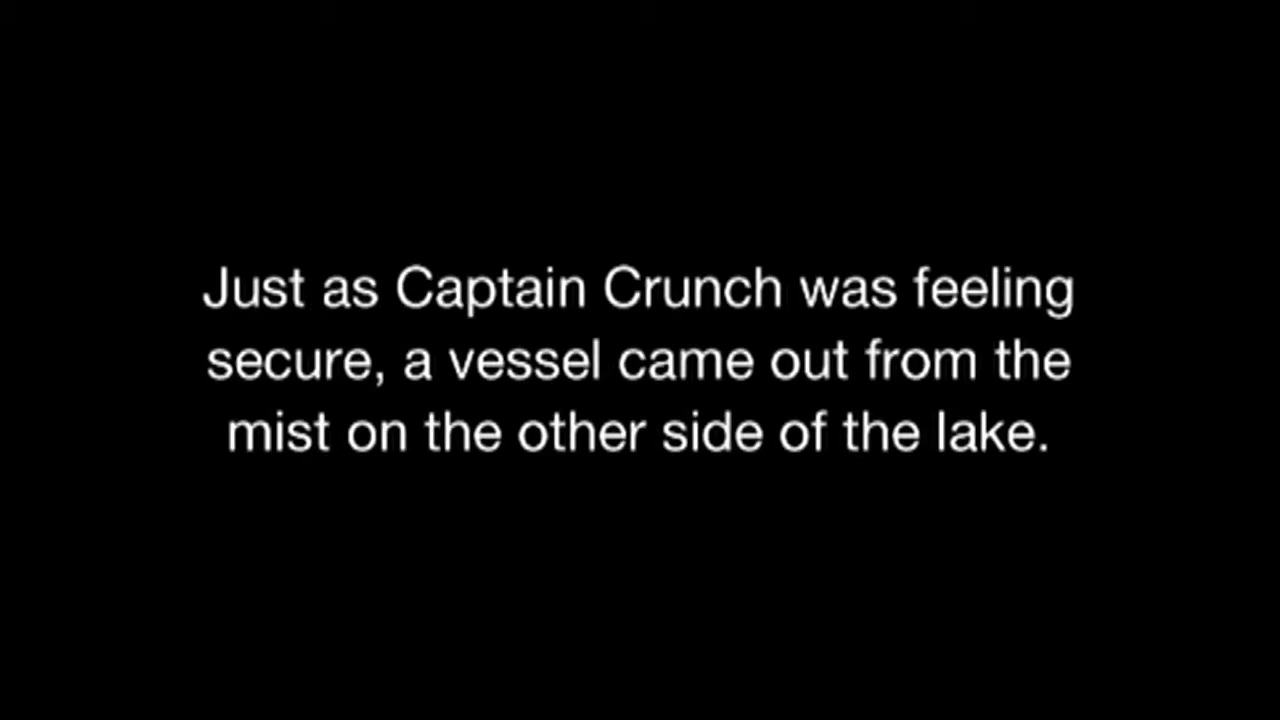 Just as Captain Crunch was feeling
secure, a vessel came out from the
mist on the other side of the lake.